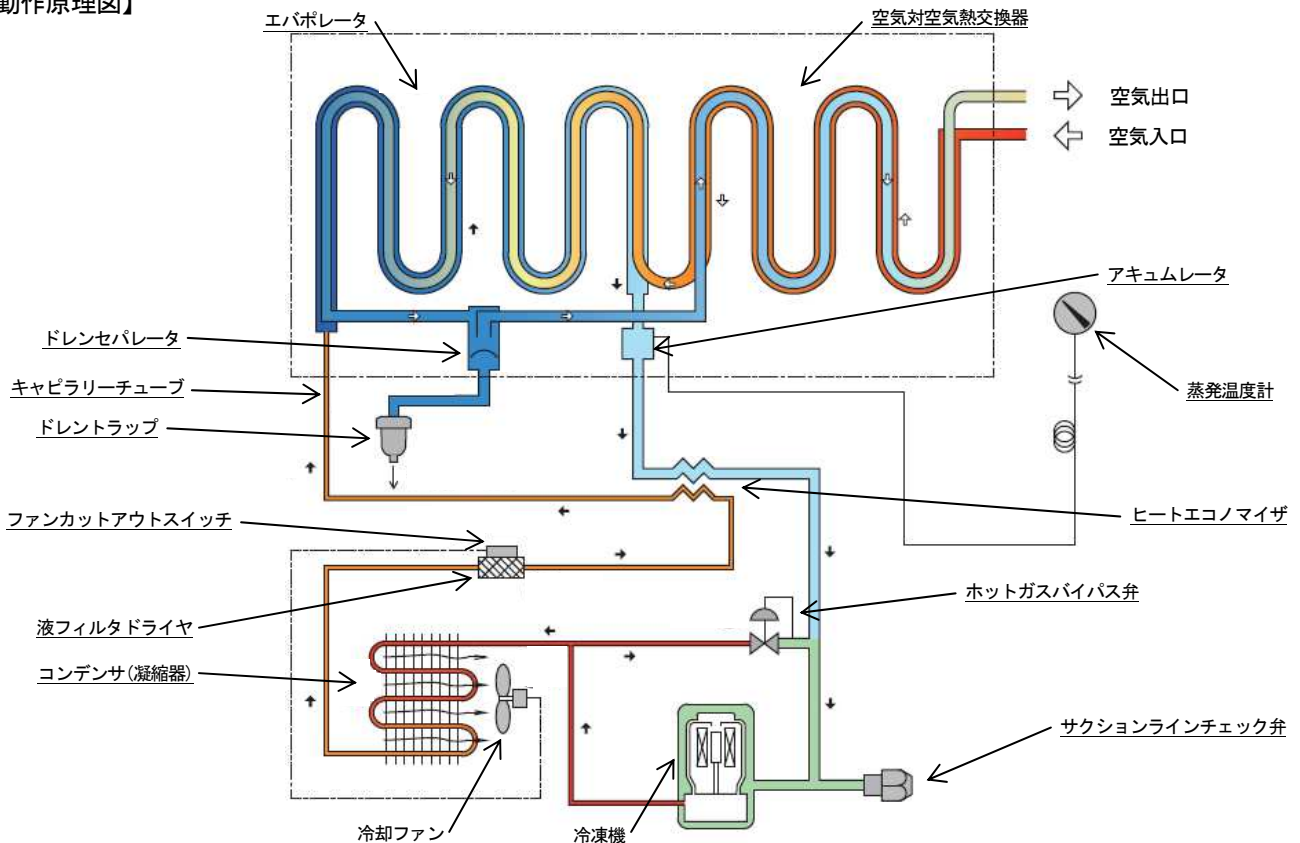 動作原理図】
エバポレータ
空気対空気熱交換器
空気出口
空気入口
アキュムレータ
ドレンセパレータ
キャピラリーチューブ
蒸発温度計
ドレントラップ
ファンカットアウトスイッチ
ヒートエコノマイザ
ホットガスバイパス弁
液フィルタドライヤ
コンデンサ(凝縮器)
サクションラインチェック弁
冷却ファン
冷凍機